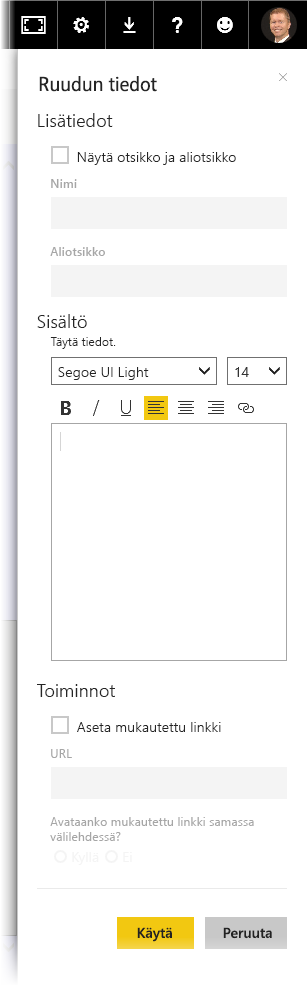 Ruudun tiedot
Lisätiedot
Näytä otsikko ja aliotsikko
Nimi
Aliotsikko
Sisältö
Täytä tiedot.
Segoe UI Light 14
B / U
Toiminnot
Aseta mukautettu linkki
URL
Avataanko mukautettu linkki samassa
välilehdessä?
Kyllä Ei
Käytä Peruuta